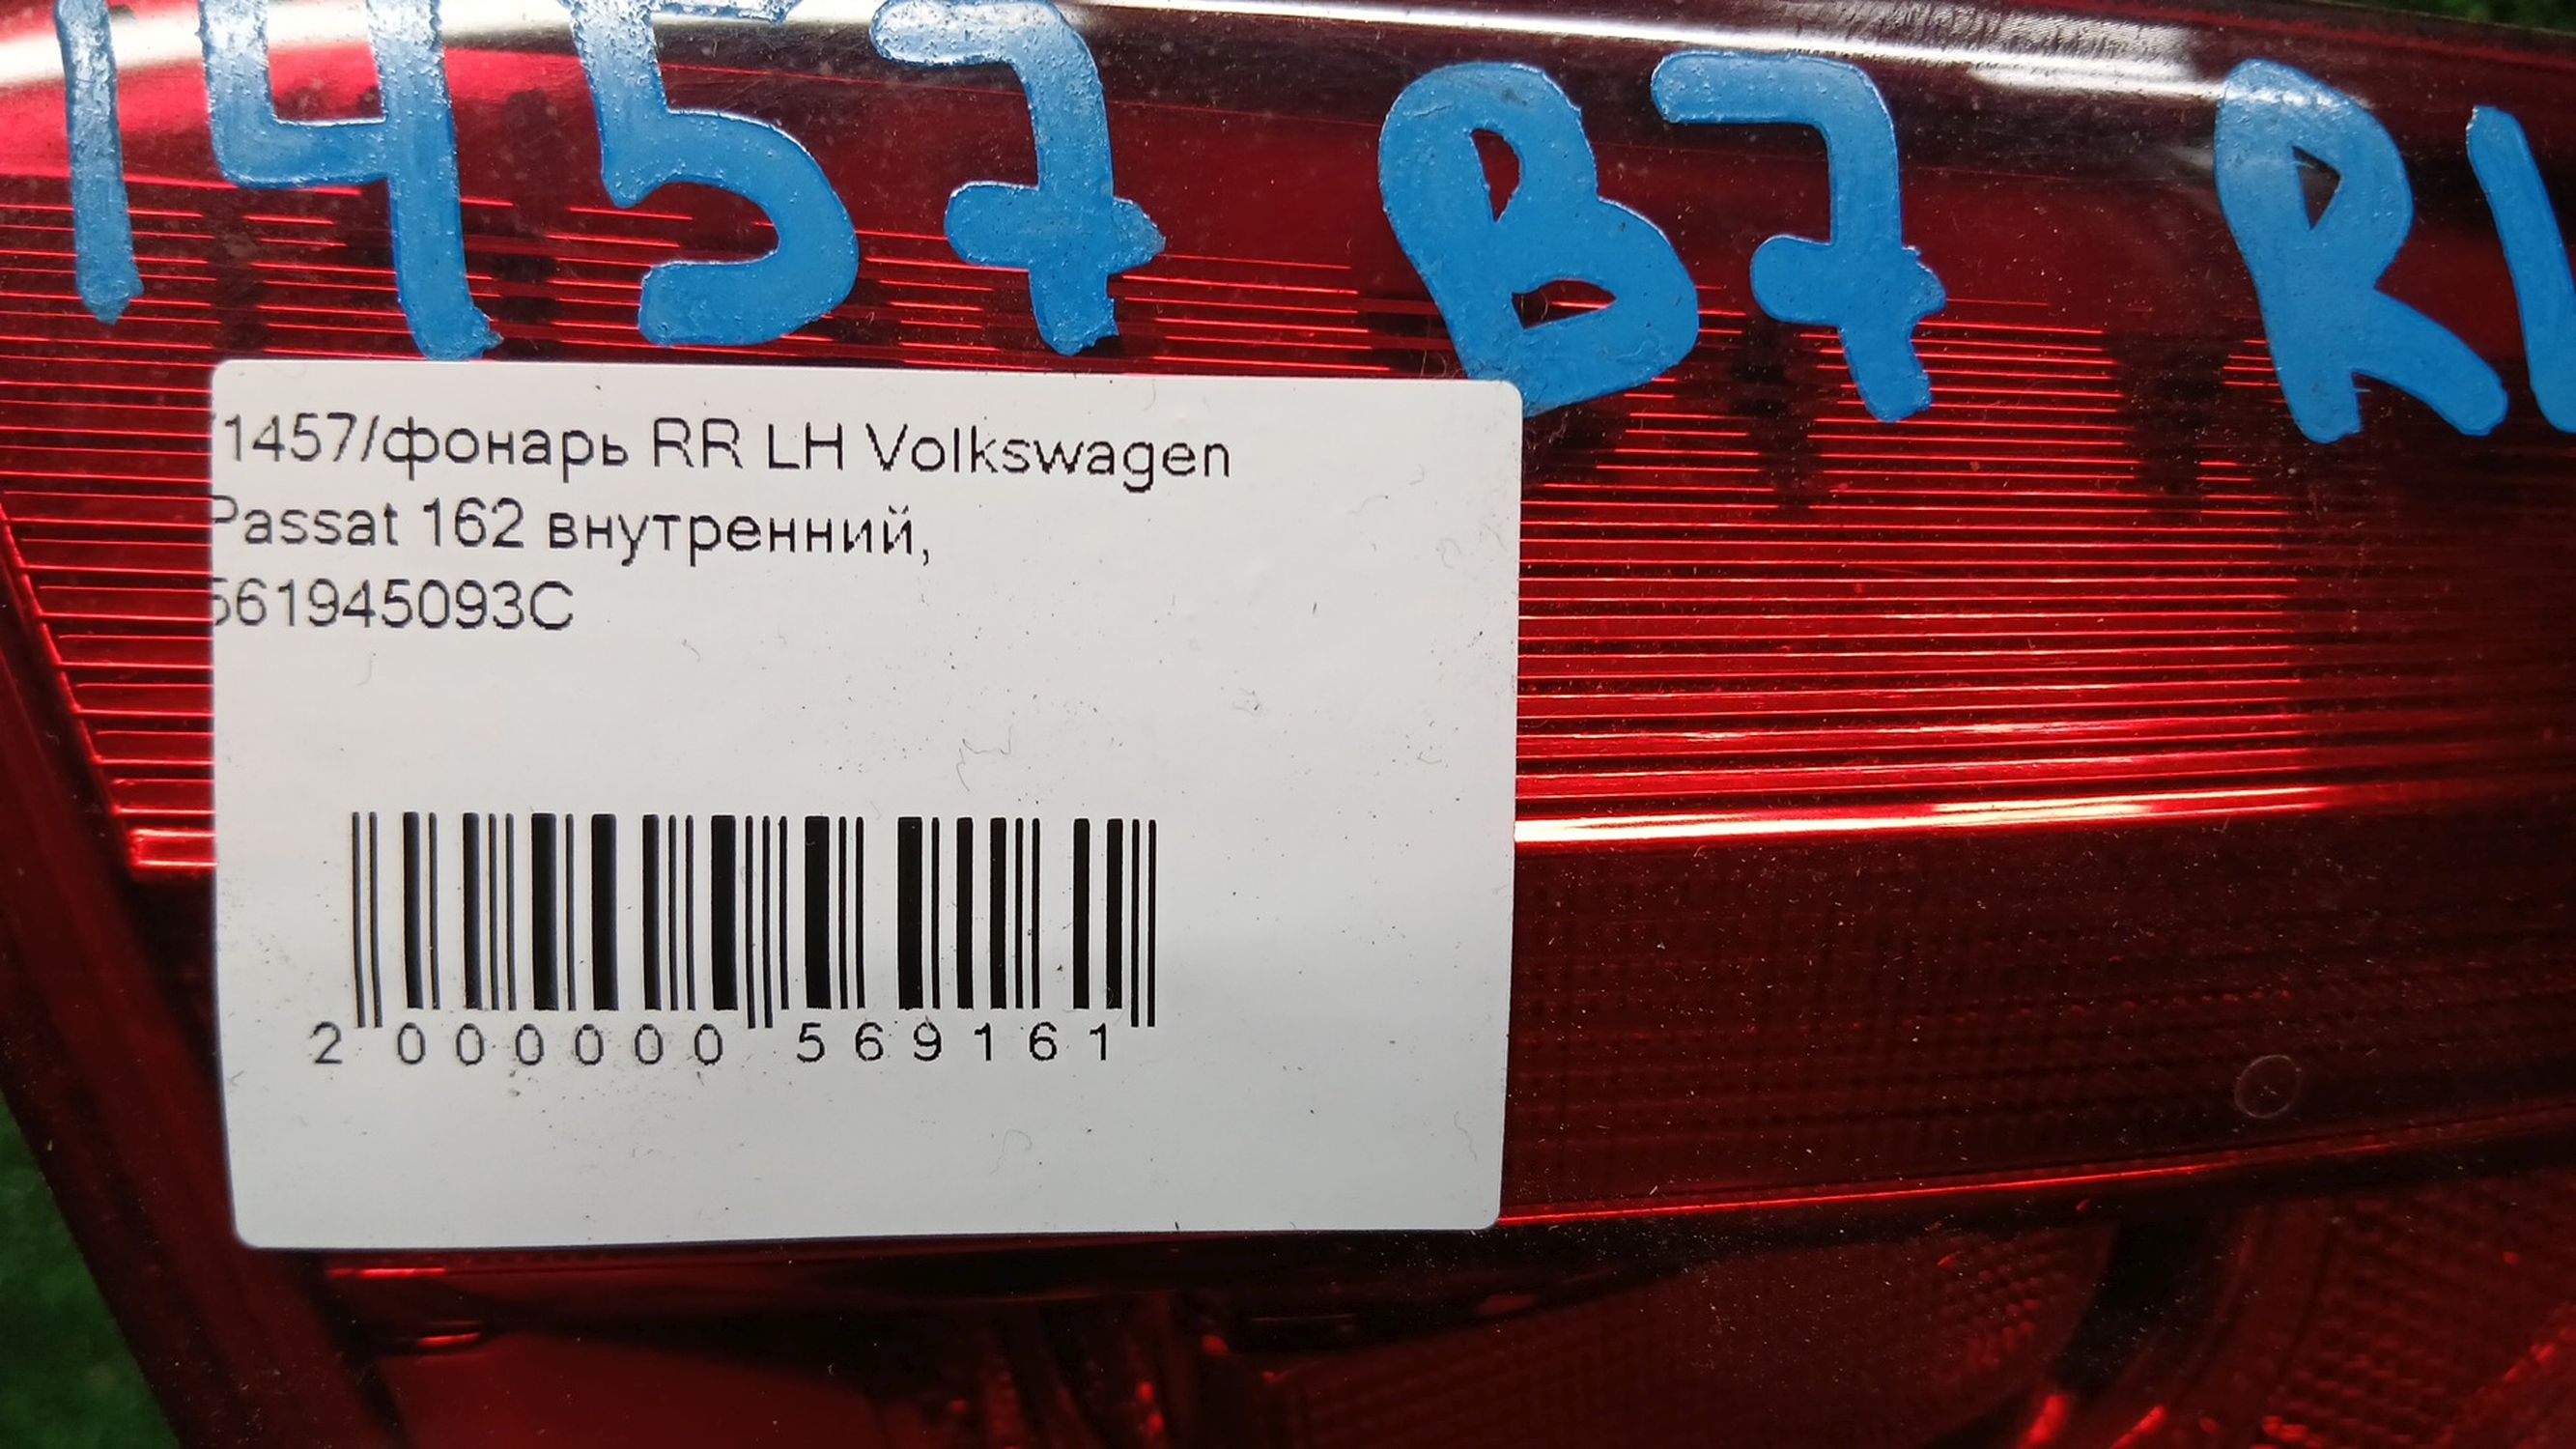 1457 B7 R
1457/фонарь RR LH Volkswagen
Passat 162 внутренний,
561945093C
2 000000 569161